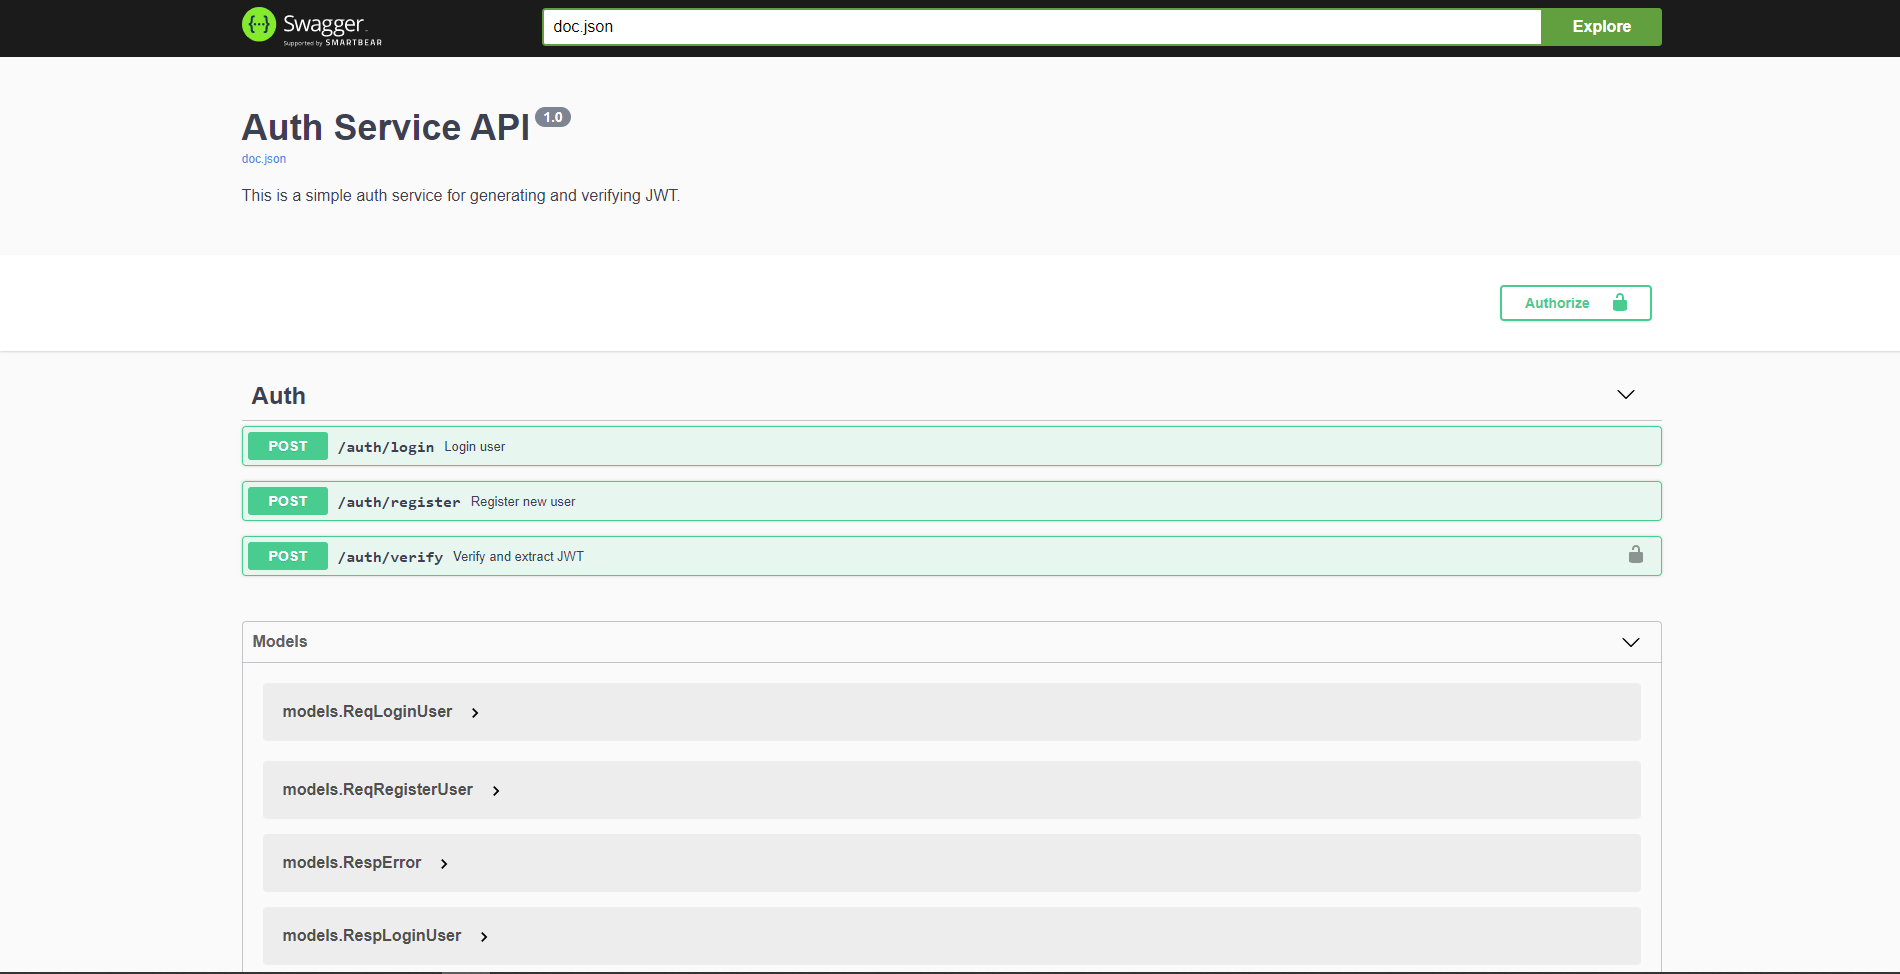 Swagger
Supported by SMARTBEAR
doc.json
Explore
Auth Service API 1.0
doc.json
This is a simple auth service for generating and verifying JWT.
Authorize
Auth
POST /auth/login Login user
POST /auth/register Register new user
POST /auth/verify Verify and extract JWT
Models
models.ReqLoginUser
models.ReqRegisterUser
models.RespError
models.RespLoginUser